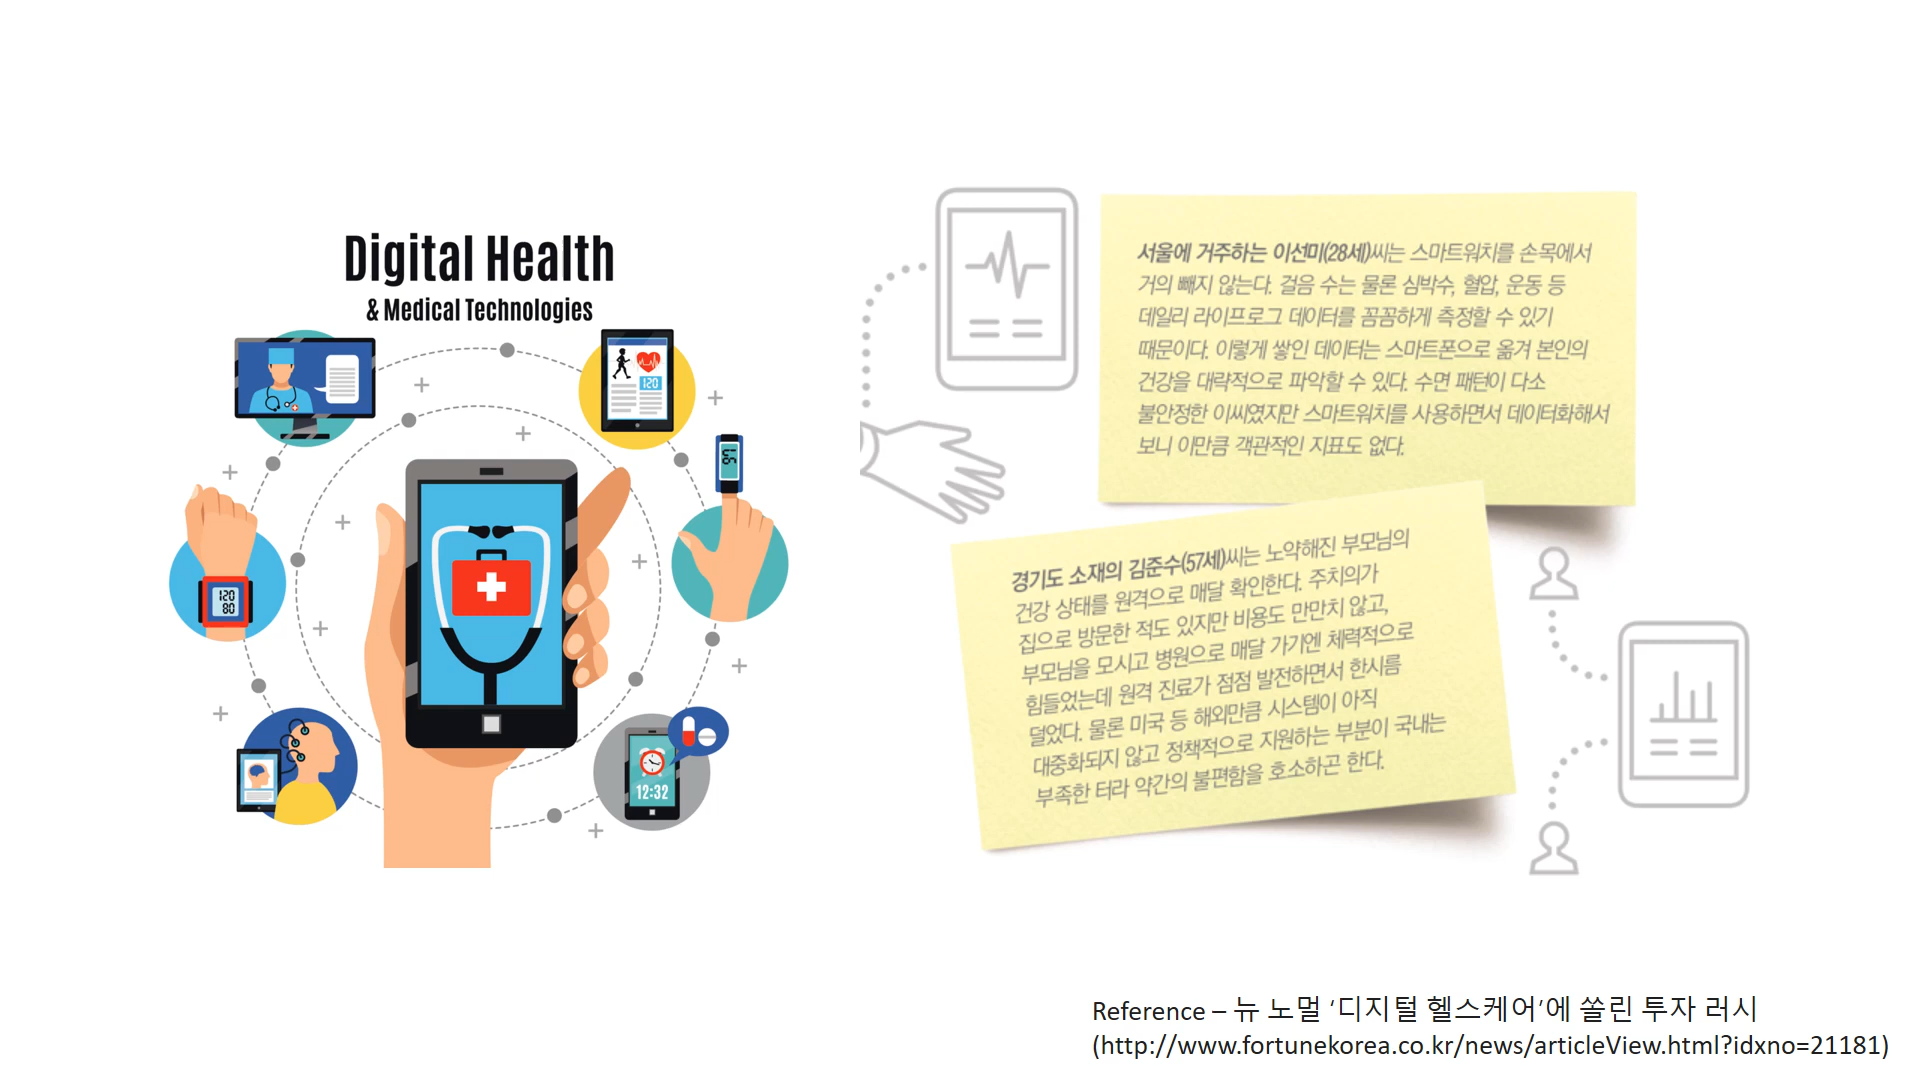 Digital Health
& Medical Technologies
120
97
120
80
12:32
서울에 거주하는 이선미(28세)씨는 스마트워치를 손목에서
거의 빼지 않는다. 걸음 수는 물론 심박수, 혈압, 운동 등
데일리 라이프로그 데이터를 꼼꼼하게 측정할 수 있기
때문이다. 이렇게 쌓인 데이터는 스마트폰으로 옮겨 본인의
건강을 대략적으로 파악할 수 있다. 수면 패턴이 다소
불안정한 이씨였지만 스마트워치를 사용하면서 데이터화해서
보니 이만큼 객관적인 지표도 없다.
경기도 소재의 김준수(57세)씨는 노약해진 부모님의
건강 상태를 원격으로 매달 확인한다. 주치의가
집으로 방문한 적도 있지만 비용도 만만치 않고,
부모님을 모시고 병원으로 매달 가기엔 체력적으로
힘들었는데 원격 진료가 점점 발전하면서 한시름
덜었다. 물론 미국 등 해외만큼 시스템이 아직
대중화되지 않고 정책적으로 지원하는 부분이 국내는
부족한 터라 약간의 불편함을 호소하곤 한다.
Reference – 뉴 노멀 ‘디지털 헬스케어’에 쏠린 투자 러시
(http://www.fortunekorea.co.kr/news/articleView.html?idxno=21181)